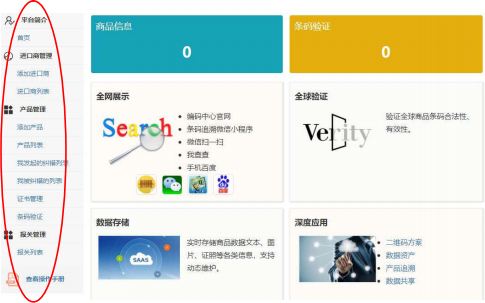 平台简介
首页
进口商管理
添加进口商
进口商列表
产品管理
添加产品
产品列表
我发起的纠错列表
我被纠错的列表
证书管理
条码验证
报关管理
报关列表
查看操作手册
商品信息
0
条码验证
0
全网展示
Search
编码中心官网
条码追溯微信小程序
微信扫一扫
我查查
手机百度
全球验证
Verity
验证全球商品条码合法性、
有效性。
数据存储
SAAS
实时存储商品数据文本、图
片、证照等各类信息、支持
动态维护。
深度应用
二维码方案
数据资产
产品追溯
数据共享